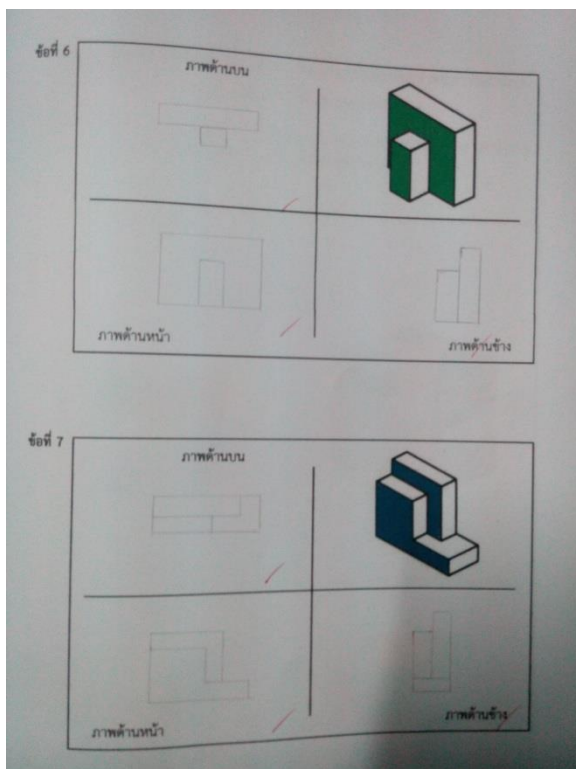 ข้อที่ 6
ภาพด้านบน
ภาพด้านหน้า
ภาพด้านข้าง
ข้อที่ 7
ภาพด้านบน
ภาพด้านหน้า
ภาพด้านข้าง